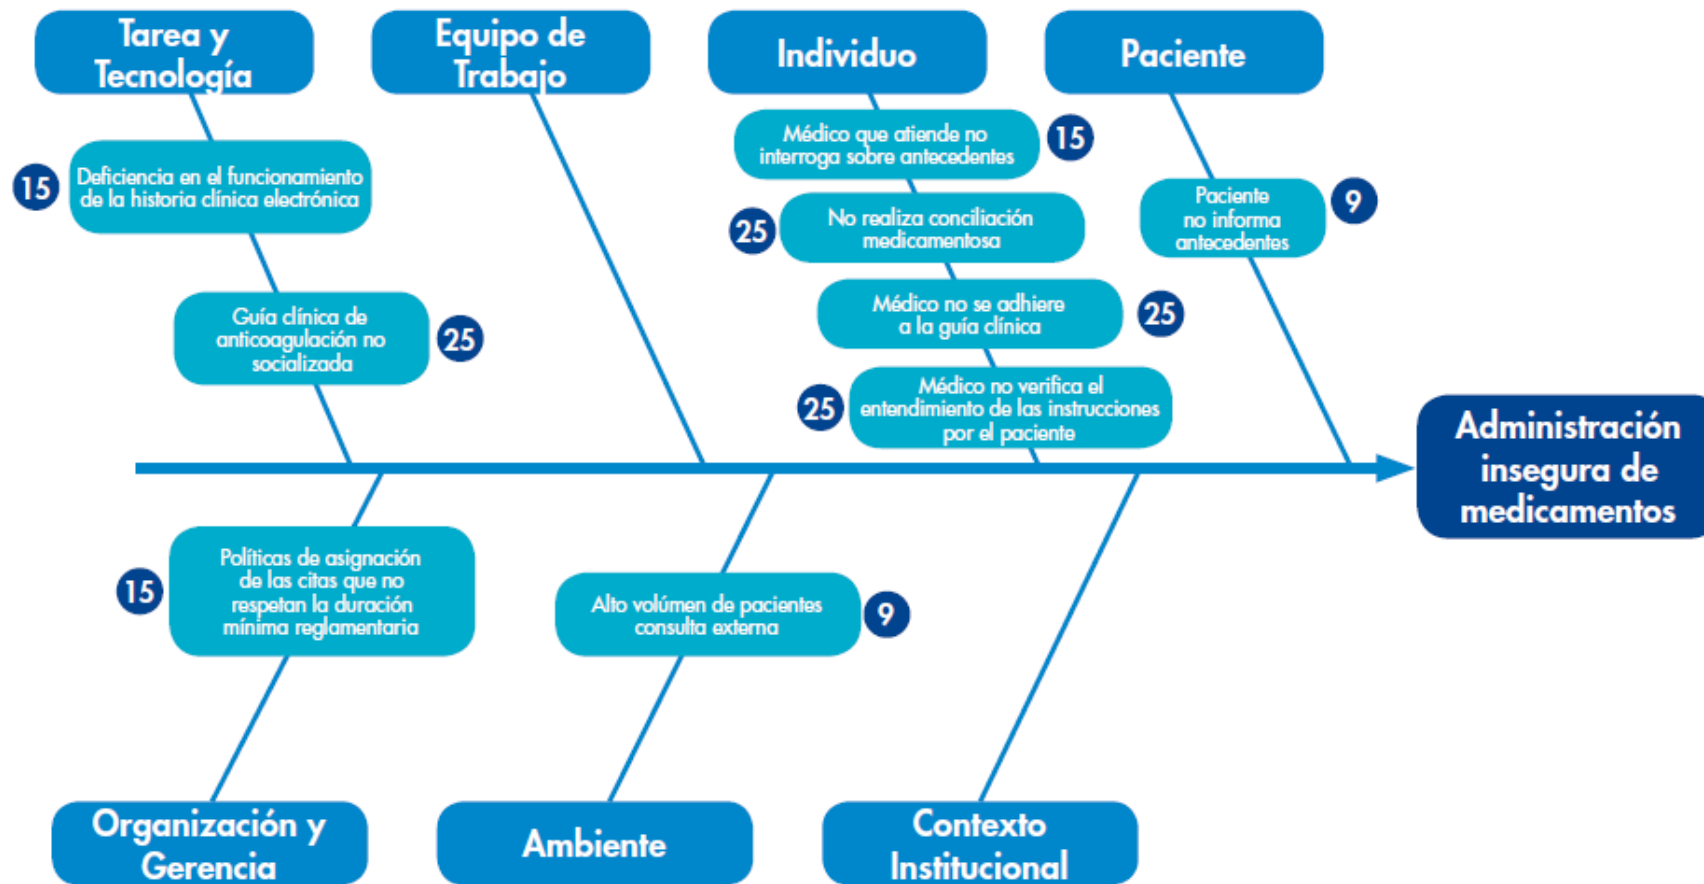 Tarea y
Tecnología
Equipo de
Trabajo
Individuo
Paciente
15
Deficiencia en el funcionamiento
de la historia clínica electrónica
Guía clínica de
anticoagulación no
socializada
25
Médico que atiende no
interroga sobre antecedentes
15
25
No realiza conciliación
medicamentosa
Médico no se adhiere
a la guía clínica
25
25
Médico no verifica el
entendimiento de las instrucciones
por el paciente
Paciente
no informa
antecedentes
9
Administración
insegura de
medicamentos
15
Políticas de asignación
de las citas que no
respetan la duración
mínima reglamentaria
Alto volúmen de pacientes
consulta externa
9
Organización y
Gerencia
Ambiente
Contexto
Institucional